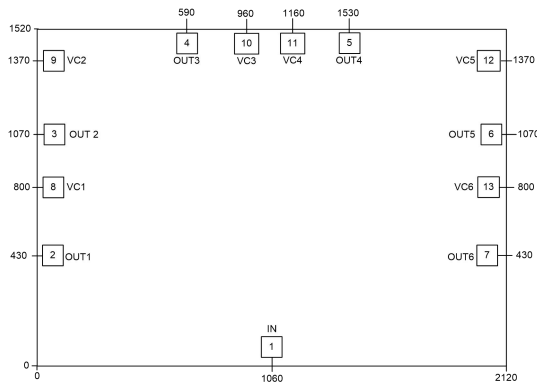 590 960 1160 1530
1520
4 10 11 5
OUT3 VC3 VC4 OUT4
1370 9 VC2 VC5 12 1370
1070 3 OUT 2 OUT5 6 1070
800 8 VC1 VC6 13 800
430 2 OUT1 OUT6 7 430
IN
1
0
0 1060 2120